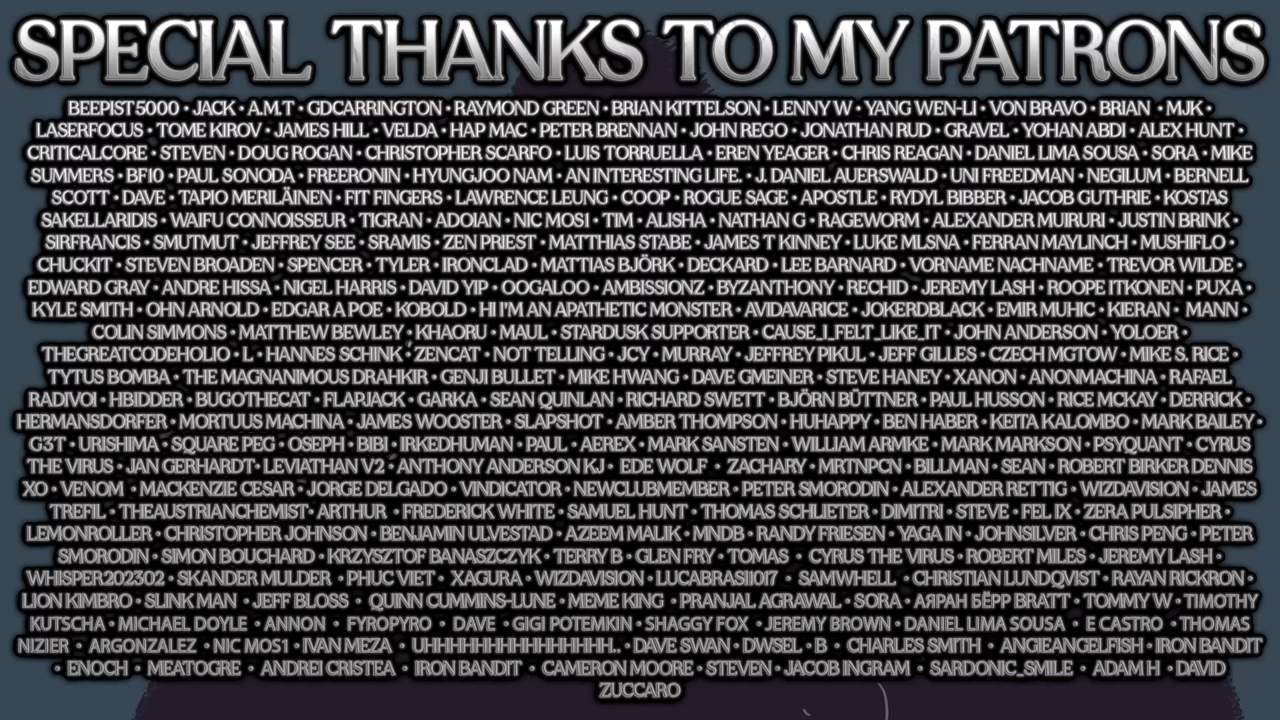 SPECIAL THANKS TO MY PATRONS
BEEPIST5000 • JACK • A.M.T • GDCARRINGTON • RAYMOND GREEN • BRIAN KITTELSON • LENNY W • YANG WEN-LI • VON BRAVO • BRIAN • MJK •
LASERFOCUS • TOME KIROV • JAMES HILL • VELDA • HAP MAC • PETER BRENNAN • JOHN REGO • JONATHAN RUD • GRAVEL • YOHAN ABDI • ALEX HUNT •
CRITICALCORE • STEVEN • DOUG ROGAN • CHRISTOPHER SCARFO • LUIS TORRUELLA • EREN YEAGER • CHRIS REAGAN • DANIEL LIMA SOUSA • SORA • MIKE
SUMMERS • BF10 • PAUL SONODA • FREERONIN • HYUNGJOO NAM • AN INTERESTING LIFE. • J. DANIEL AUERSWALD • UNI FREEDMAN • NEGILUM • BERNELL
SCOTT • DAVE • TAPIO MERILÄINEN • FIT FINGERS • LAWRENCE LEUNG • COOP • ROGUE SAGE • APOSTLE • RYDYL BIBBER • JACOB GUTHRIE • KOSTAS
SAKELLARIDIS • WAIFU CONNOISSEUR • TIGRAN • ADOIAN • NIC MOS1 • TIM • ALISHA • NATHAN G • RAGEWORM • ALEXANDER MUIRURI • JUSTIN BRINK •
SIRFRANCIS • SMUTMUT • JEFFREY SEE • SRAMIS • ZEN PRIEST • MATTHIAS STABE • JAMES T KINNEY • LUKE MLSNA • FERRAN MAYLINCH • MUSHIFLO •
CHUCKIT • STEVEN BROADEN • SPENCER • TYLER • IRONCLAD • MATTIAS BJÖRK • DECKARD • LEE BARNARD • VORNAME NACHNAME • TREVOR WILDE •
EDWARD GRAY • ANDRE HISSA • NIGEL HARRIS • DAVID YIP • OOGALOO • AMBISSIONZ • BYZANTHONY • RECHID • JEREMY LASH • ROOPE ITKONEN • PUXA •
KYLE SMITH • OHN ARNOLD • EDGAR A POE • KOBOLD • HI I'M AN APATHETIC MONSTER • AVIDAVARICE • JOKERDBLACK • EMIR MUHIC • KIERAN • MANN •
COLIN SIMMONS • MATTHEW BEWLEY • KHAORU • MAUL • STARDUSK SUPPORTER • CAUSE_I_FELT_LIKE_IT • JOHN ANDERSON • YOLOER •
THEGREATCODEHOLIO • L • HANNES SCHINK • ZENCAT • NOT TELLING • JCY • MURRAY • JEFFREY PIKUL • JEFF GILLES • CZECH MGTOW • MIKE S. RICE •
TYTUS BOMBA • THE MAGNANIMOUS DRAHKIR • GENJI BULLET • MIKE HWANG • DAVE GMEINER • STEVE HANEY • XANON • ANONMACHINA • RAFAEL
RADIVOI • HBIDDER • BUGOTHECAT • FLAPJACK • GARKA • SEAN QUINLAN • RICHARD SWETT • BJÖRN BÜTTNER • PAUL HUSSON • RICE MCKAY • DERRICK •
HERMANSDORFER • MORTUUS MACHINA • JAMES WOOSTER • SLAPSHOT • AMBER THOMPSON • HUHAPPY • BEN HABER • KEITA KALOMBO • MARK BAILEY •
G3T • URISHIMA • SQUARE PEG • OSEPH • BIBI • IRKEDHUMAN • PAUL • AEREX • MARK SANSTEN • WILLIAM ARMKE • MARK MARKSON • PSYQUANT • CYRUS
THE VIRUS • JAN GERHARDT • LEVIATHAN V2 • ANTHONY ANDERSON KJ • EDE WOLF • ZACHARY • MRTNPCN • BILLMAN • SEAN • ROBERT BIRKER DENNIS
XO • VENOM • MACKENZIE CESAR • JORGE DELGADO • VINDICATOR • NEWCLUBMEMBER • PETER SMORODIN • ALEXANDER RETTIG • WIZDAVISION • JAMES
TREFIL • THEAUSTRIANCHEMIST • ARTHUR • FREDERICK WHITE • SAMUEL HUNT • THOMAS SCHLIETER • DIMITRI • STEVE • FEL IX • ZERA PULSIPHER •
LEMONROLLER • CHRISTOPHER JOHNSON • BENJAMIN ULVESTAD • AZEEM MALIK • MNDB • RANDY FRIESEN • YAGA IN • JOHNSILVER • CHRIS PENG • PETER
SMORODIN • SIMON BOUCHARD • KRZYSZTOF BANASZCZYK • TERRY B • GLEN FRY • TOMAS • CYRUS THE VIRUS • ROBERT MILES • JEREMY LASH •
WHISPER202302 • SKANDER MULDER • PHUC VIET • XAGURA • WIZDAVISION • LUCABRASI11017 • SAMWHELL • CHRISTIAN LUNDQVIST • RAYAN RICKRON •
LION KIMBRO • SLINK MAN • JEFF BLOSS • QUINN CUMMINS-LUNE • MEME KING • PRANJAL AGRAWAL • SORA • АЯРАН БЁРР BRATT • TOMMY W • TIMOTHY
KUTSCHA • MICHAEL DOYLE • ANNON • FYROPYRO • DAVE • GIGI POTEMKIN • SHAGGY FOX • JEREMY BROWN • DANIEL LIMA SOUSA • E CASTRO • THOMAS
NIZIER • ARGONZALEZ • NIC MOS1 • IVAN MEZA • UHHHHHHHHHHHHHH.. • DAVE SWAN • DWSEL • B • CHARLES SMITH • ANGIEANGELFISH • IRON BANDIT
• ENOCH • MEATOGRE • ANDREI CRISTEA • IRON BANDIT • CAMERON MOORE • STEVEN • JACOB INGRAM • SARDONIC_SMILE • ADAM H • DAVID
ZUCCARO